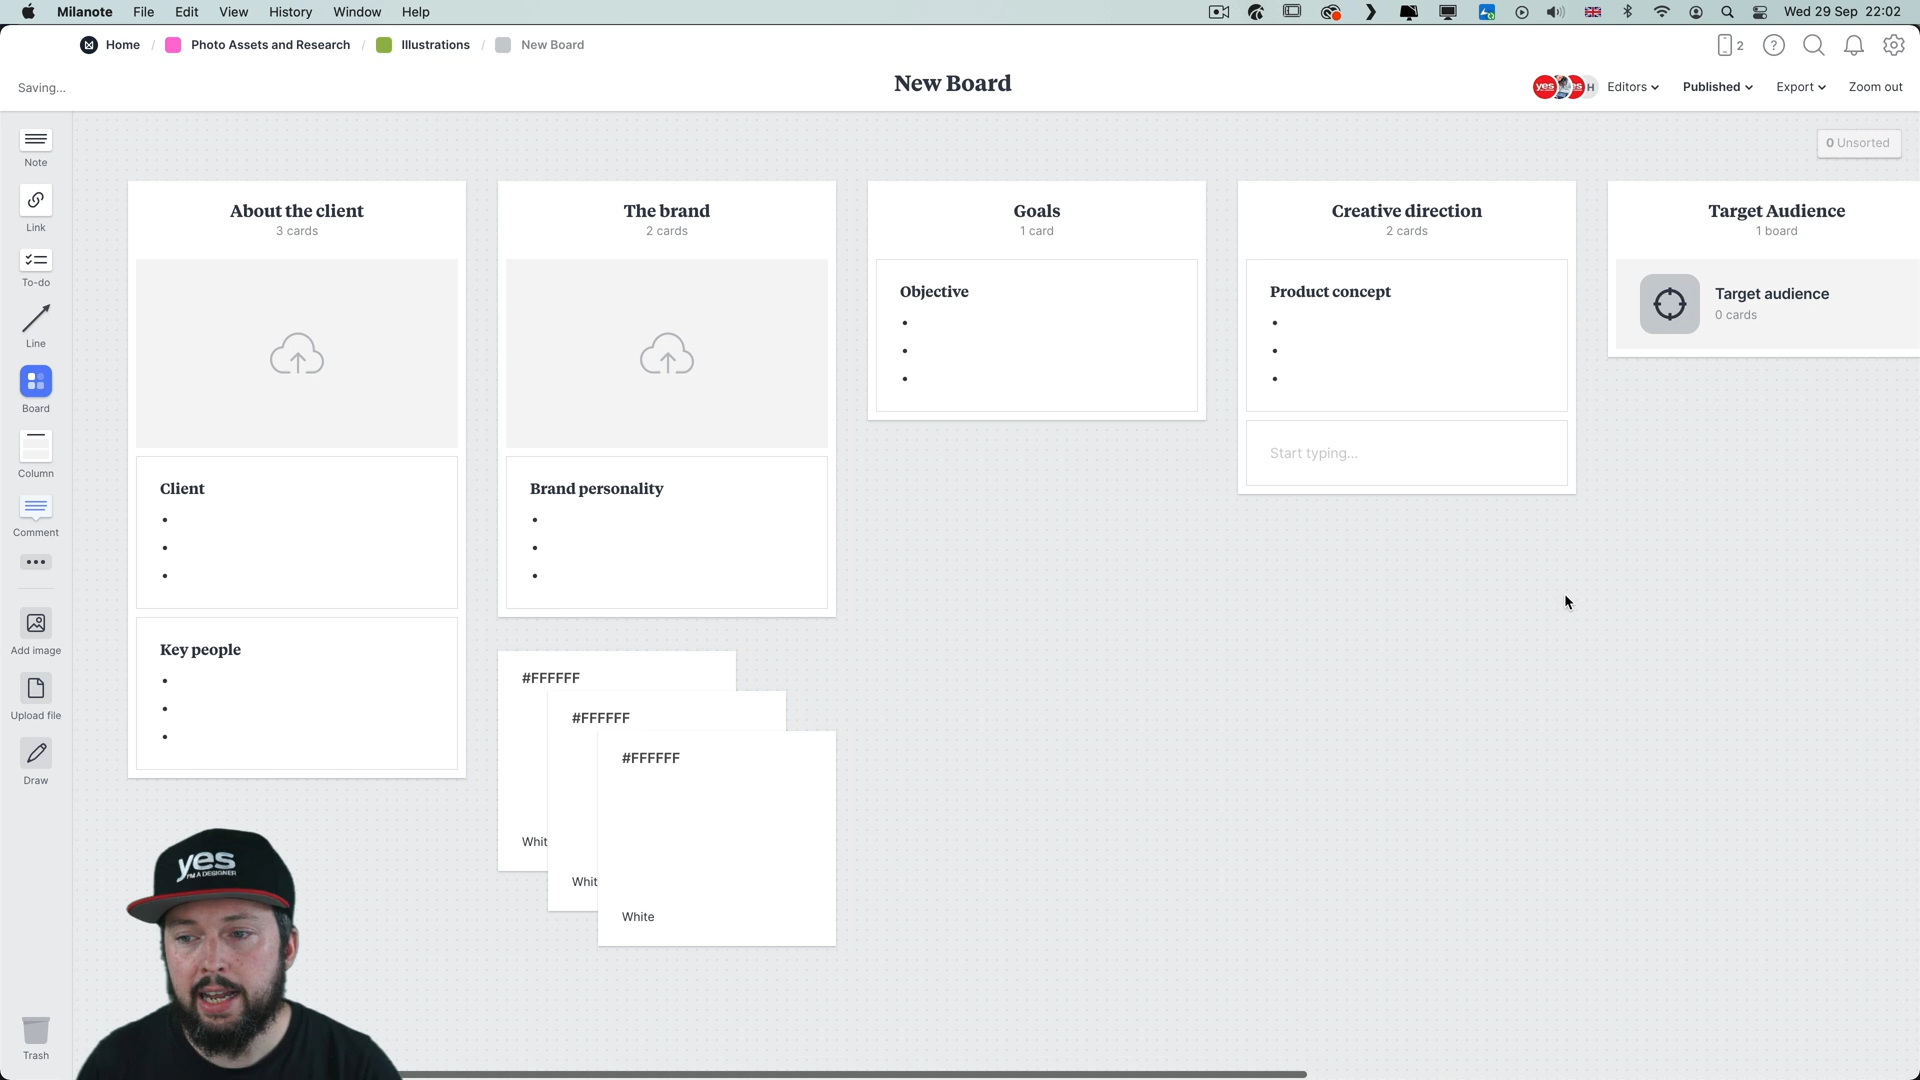 Milanote File Edit View History Window Help
Wed 29 Sep 22:02
Home / Photo Assets and Research / Illustrations / New Board
2
Saving...
New Board
yes
H
Editors
Published
Export
Zoom out
0 Unsorted
Note
Link
To-do
Line
Board
Column
Comment
Add image
Upload file
Draw
Trash
About the client
3 cards
Client
Key people
The brand
2 cards
Brand personality
#FFFFFF
Whit
#FFFFFF
Whit
#FFFFFF
White
Goals
1 card
Objective
Creative direction
2 cards
Product concept
Start typing...
Target Audience
1 board
Target audience
0 cards
yes
I'M A DESIGNER